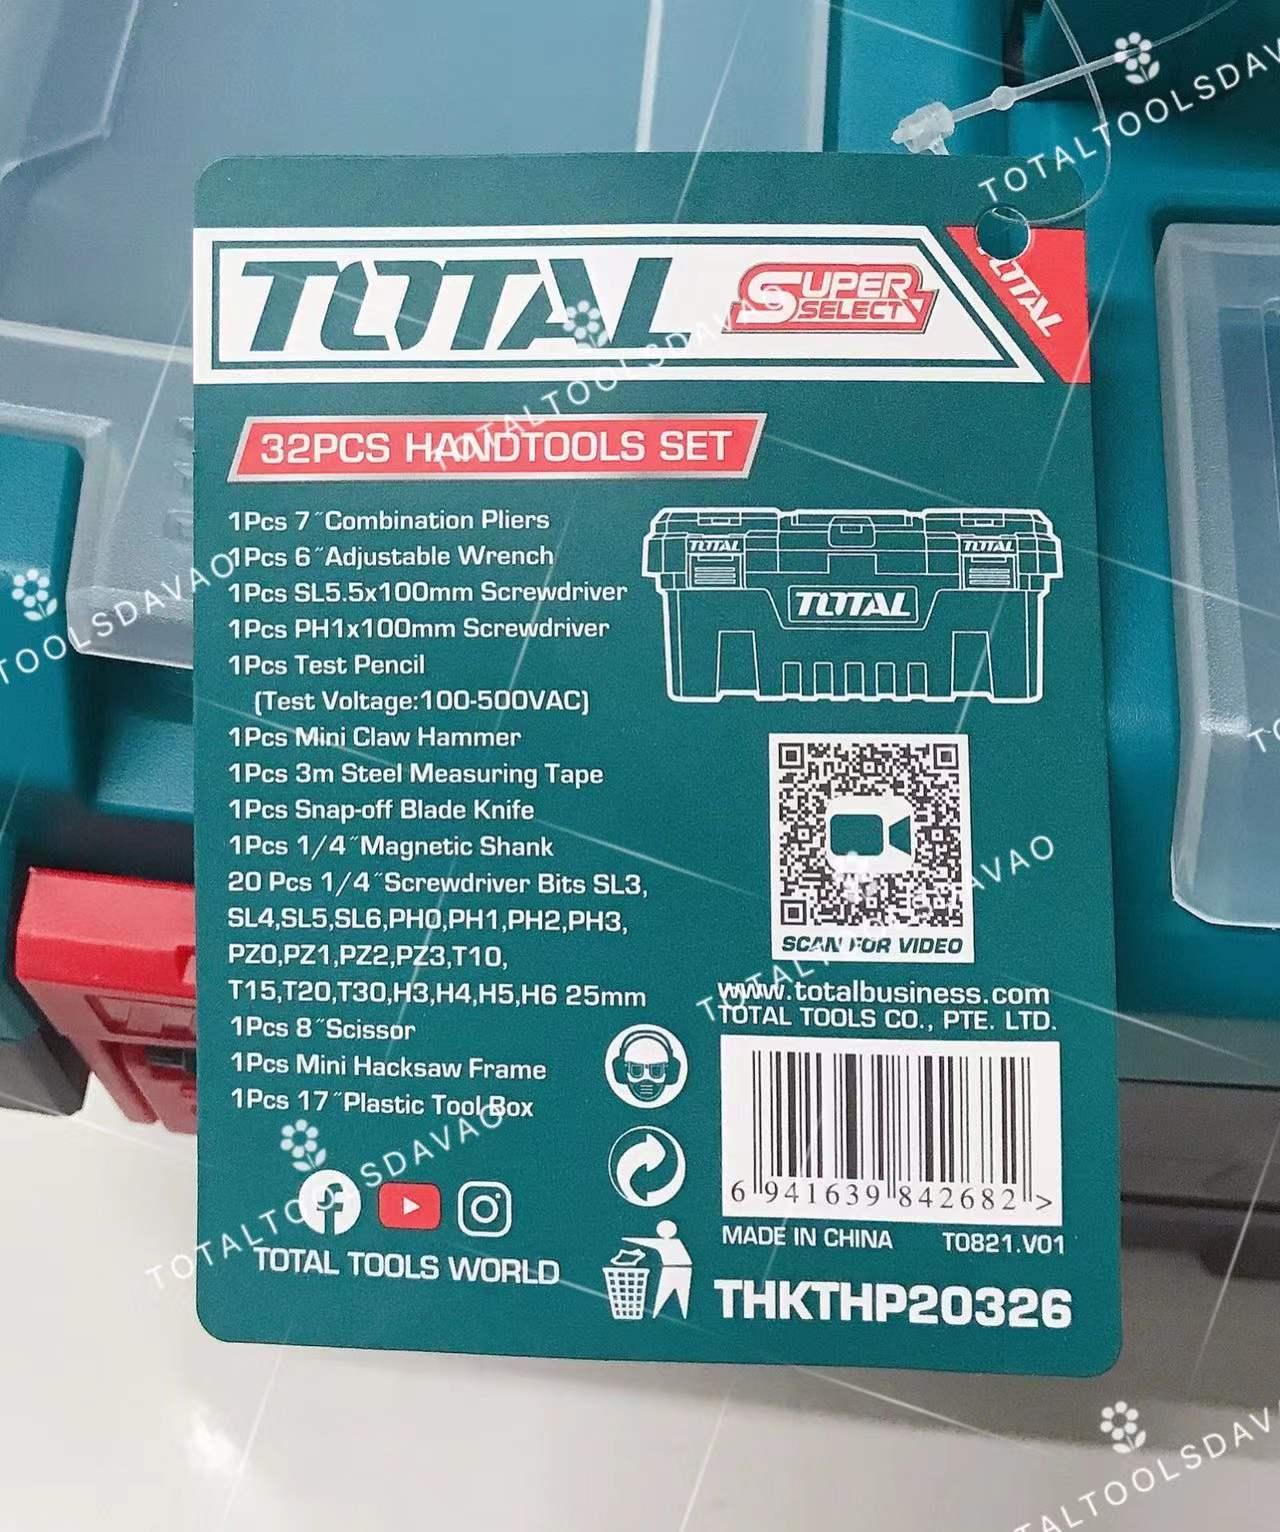 TOTALTOOLSDAVAO
TOTAL
SUPER
SELECT
TOTAL
TOTALTOOLSDAVAO
32PCS HANDTOOLS SET
1Pcs 7˝Combination Pliers
1Pcs 6˝Adjustable Wrench
1Pcs SL5.5x100mm Screwdriver
1Pcs PH1x100mm Screwdriver
1Pcs Test Pencil
(Test Voltage:100-500VAC)
1Pcs Mini Claw Hammer
1Pcs 3m Steel Measuring Tape
1Pcs Snap-off Blade Knife
1Pcs 1/4˝Magnetic Shank
20 Pcs 1/4˝Screwdriver Bits SL3,
SL4,SL5,SL6,PH0,PH1,PH2,PH3,
PZ0,PZ1,PZ2,PZ3,T10,
T15,T20,T30,H3,H4,H5,H6 25mm
1Pcs 8˝Scissor
1Pcs Mini Hacksaw Frame
1Pcs 17˝Plastic Tool Box
TOTAL TOTAL
TOTAL
SCAN FOR VIDEO
www.totalbusiness.com
TOTAL TOOLS CO., PTE. LTD.
6 941639 842682 >
MADE IN CHINA T0821.V01
THKTHP20326
TOTAL TOOLS WORLD
TOOLSDAVAO
TOTALTOOLSDAVAO
TOTALTOOLSDAVAO
TALTOOLSDAVA